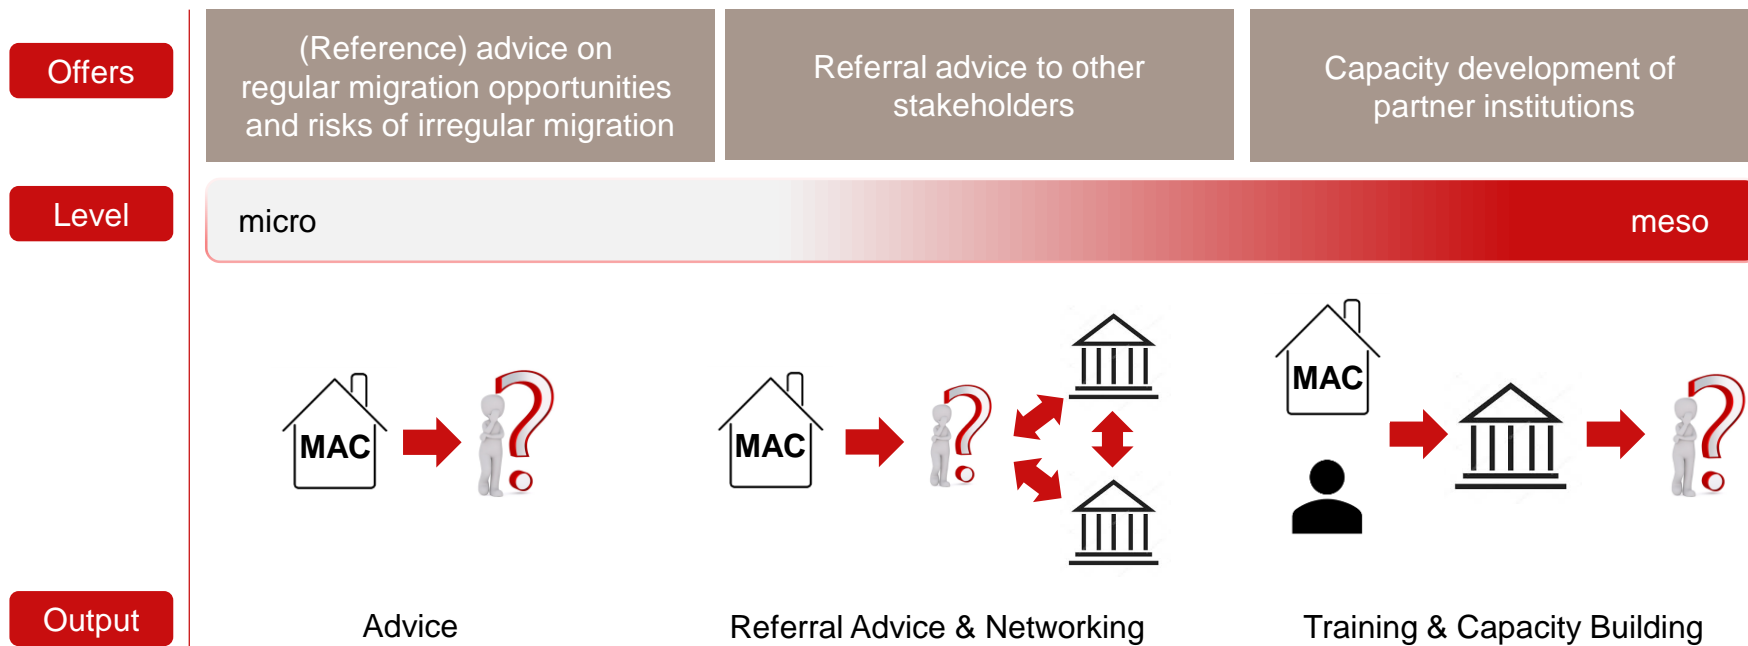 Offers
(Reference) advice on
regular migration opportunities
and risks of irregular migration
Referral advice to other
stakeholders
Capacity development of
partner institutions
Level
micro
meso
MAC
MAC
MAC
Output
Advice
Referral Advice & Networking
Training & Capacity Building